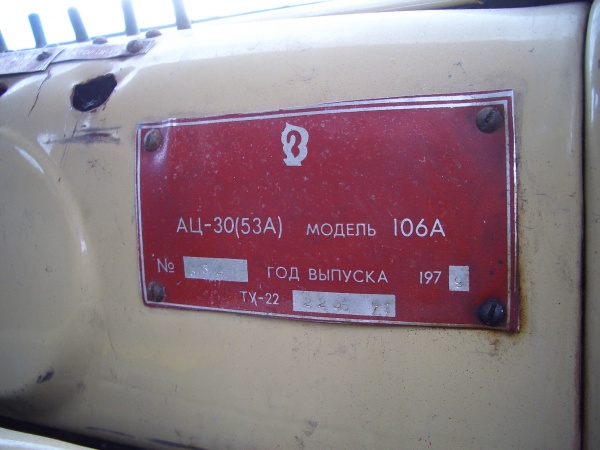 АЦ-30(53А) МОДЕЛЬ 106А
№ ГОД ВЫПУСКА 197
ТУ-22